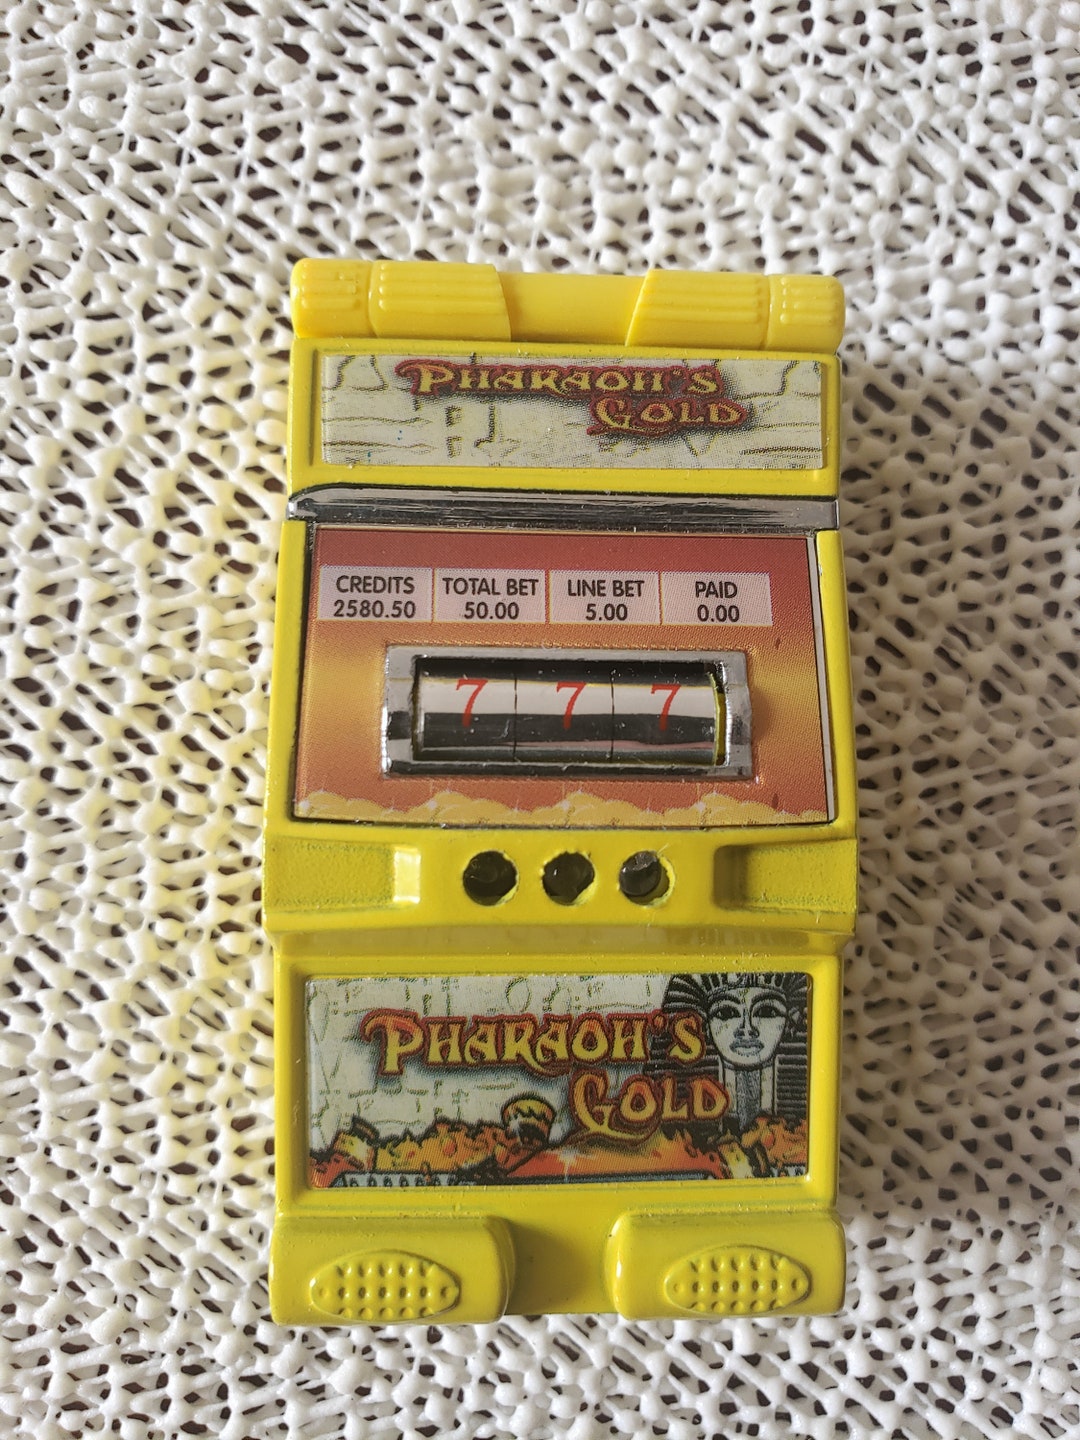 PHARAOH'S
GOLD
CREDITS TOTAL BET LINE BET PAID
2580.50 50.00 5.00 0.00
7 7 7
PHARAOH'S
GOLD